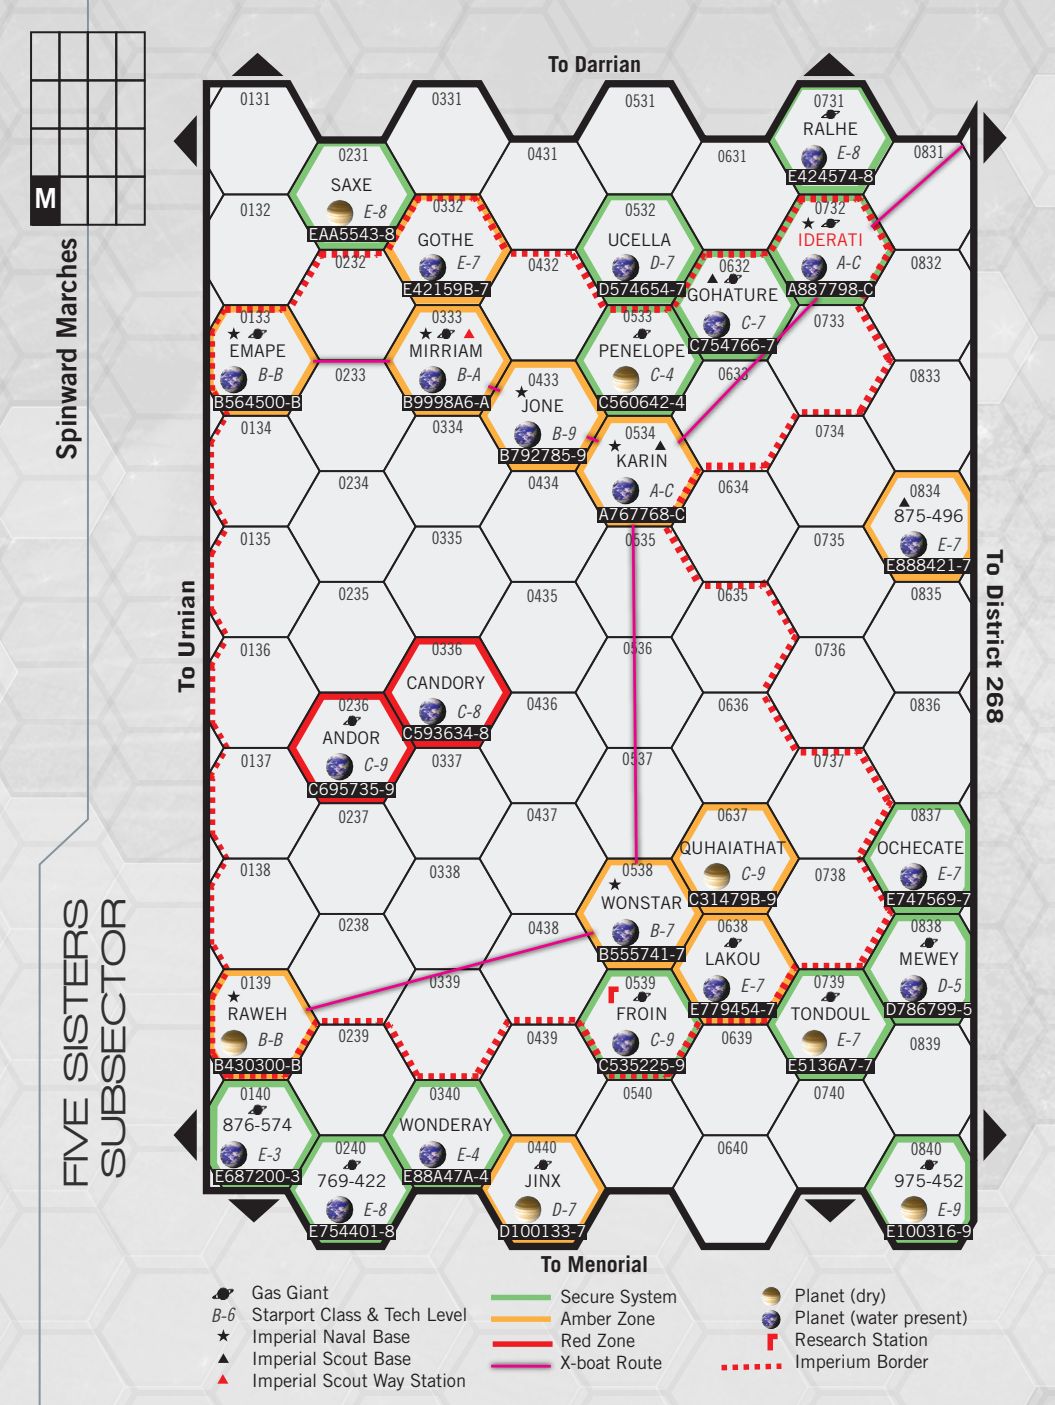 To Darrian
M
Spinward Marches
FIVE SISTERS
SUBSECTOR
To Urnian
To District 268
0131
0331
0531
0731
RALHE
E-8
E424574-8
0231
SAXE
E-8
EAA5543-8
0431
0631
0831
0132
0332
GOTHE
E-7
E42159B-7
0532
UCELLA
D-7
D574654-7
0732
IDERATI
A-C
A887798-C
0232
0432
0632
GOHATURE
C-7
C754766-7
0832
0133
EMAPE
B-B
B564500-B
0333
MIRRIAM
B-A
B9998A6-A
0533
PENELOPE
C-4
C560642-4
0733
0233
0433
JONE
B-9
B792785-9
0633
0833
0134
0334
0534
KARIN
A-C
A767768-C
0734
0234
0434
0634
0834
875-496
E-7
E888421-7
0135
0335
0535
0735
0235
0435
0635
0835
0136
0336
CANDORY
C-8
C593634-8
0536
0736
0236
ANDOR
C-9
C695735-9
0436
0636
0836
0137
0337
0537
0737
0237
0437
0637
QUHAIATHAT
C-9
C31479B-9
0837
OCHECATE
E-7
E747569-7
0138
0338
0538
WONSTAR
B-7
B555741-7
0738
0238
0438
0638
LAKOU
E-7
E779454-7
0838
MEWEY
D-5
D786799-5
0139
RAWEH
B-B
B430300-B
0339
0539
FROIN
C-9
C535225-9
0739
TONDOUL
E-7
E5136A7-7
0239
0439
0639
0839
0140
876-574
E-3
E687200-3
0340
WONDERAY
E-4
E88A47A-4
0540
0740
0240
769-422
E-8
E754401-8
0440
JINX
D-7
D100133-7
0640
0840
975-452
E-9
E100316-9
To Menorial
Gas Giant
B-6 Starport Class & Tech Level
Imperial Naval Base
Imperial Scout Base
Imperial Scout Way Station
Secure System
Amber Zone
Red Zone
X-boat Route
Planet (dry)
Planet (water present)
Research Station
Imperium Border